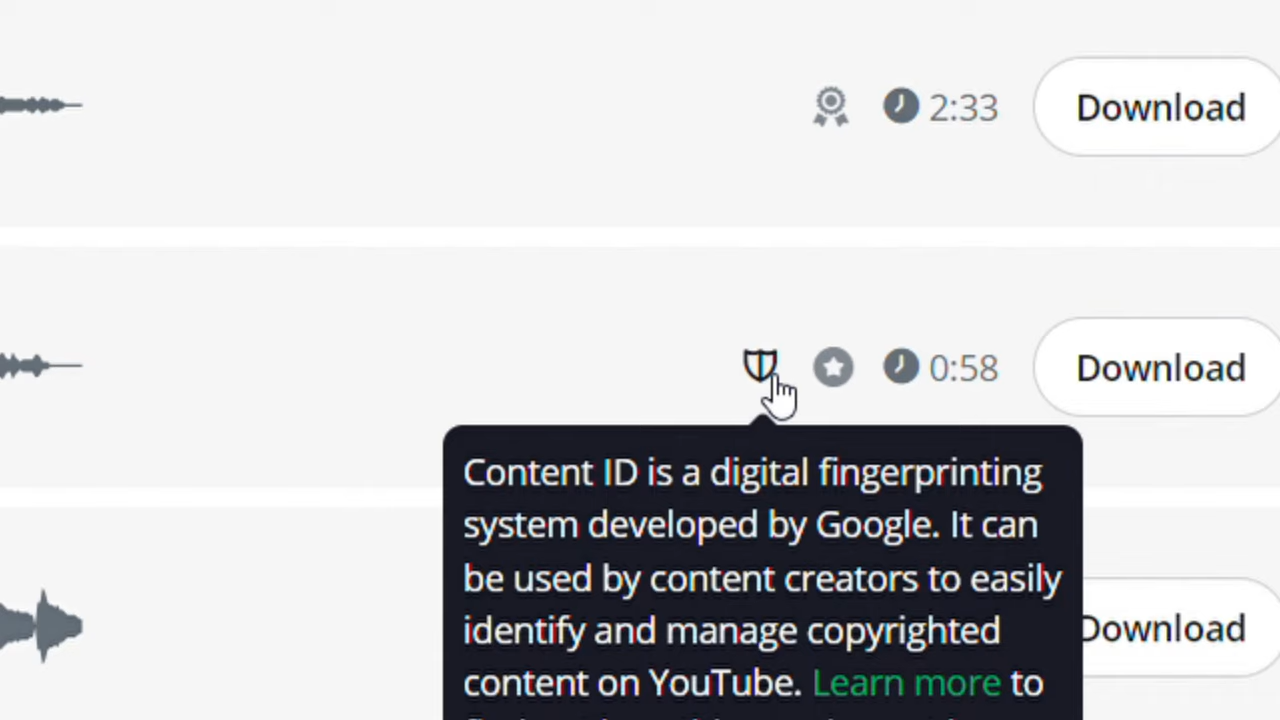 2:33 Download
0:58 Download
Content ID is a digital fingerprinting
system developed by Google. It can
be used by content creators to easily
identify and manage copyrighted
Download
content on YouTube. Learn more to